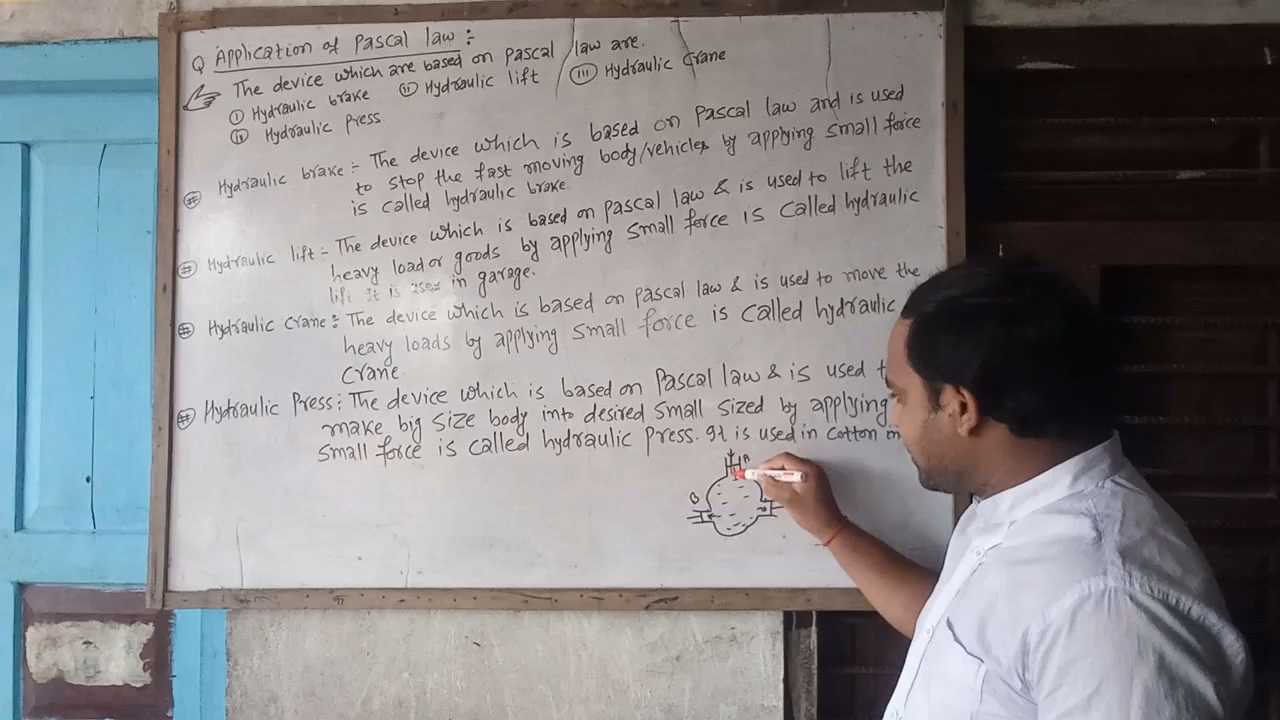 Q Application of Pascal law :
The device which are based on Pascal law are.
(i) Hydraulic brake (ii) Hydraulic lift (iii) Hydraulic Crane
(iv) Hydraulic Press
# Hydraulic brake :- The device which is based on Pascal law and is used
to stop the fast moving body/vehicles by applying small force
is called hydraulic brake.
# Hydraulic lift :- The device which is based on Pascal law & is used to lift the
heavy load or goods by applying small force is called hydraulic
lift. It is used in garage.
# Hydraulic Crane :- The device which is based on Pascal law & is used to move the
heavy loads by applying small force is called hydraulic
Crane.
# Hydraulic Press :- The device which is based on Pascal law & is used
make big size body into desired small sized by applying
small force is called hydraulic press. It is used in Cotton
A
B